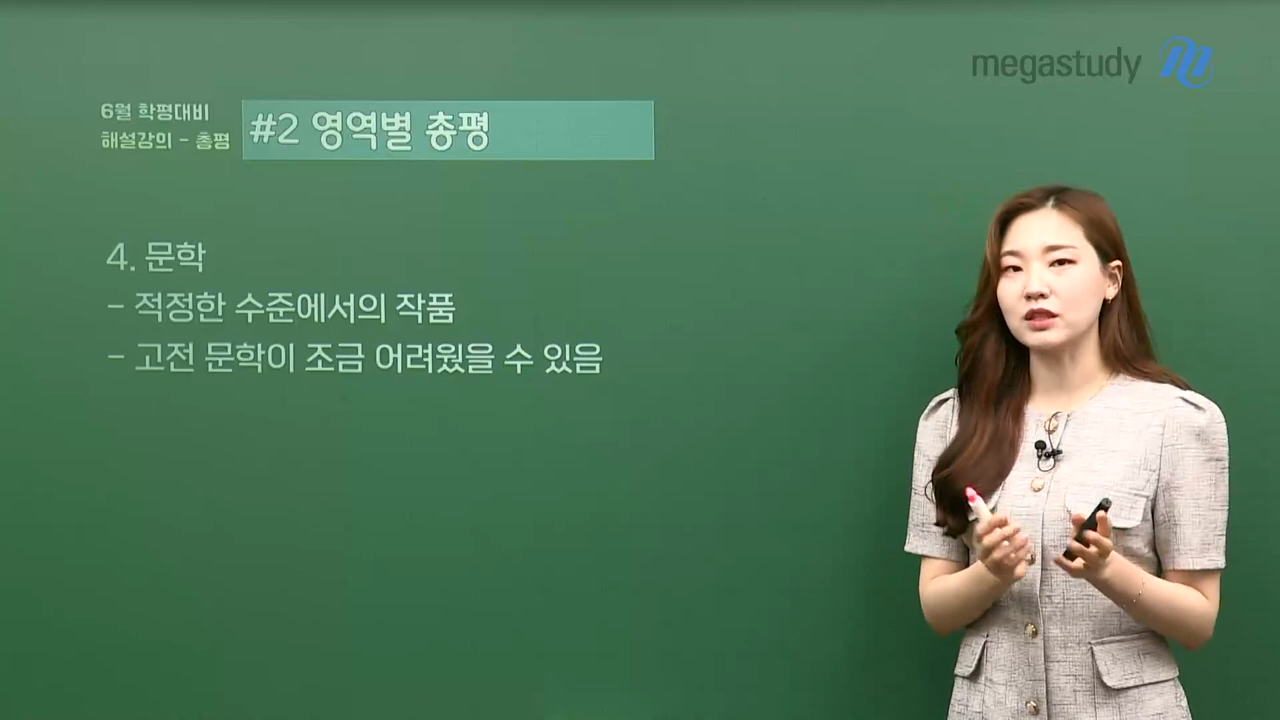 megastudy
6월 학평대비
해설강의 - 총평
#2 영역별 총평
4. 문학
- 적정한 수준에서의 작품
- 고전 문학이 조금 어려웠을 수 있음